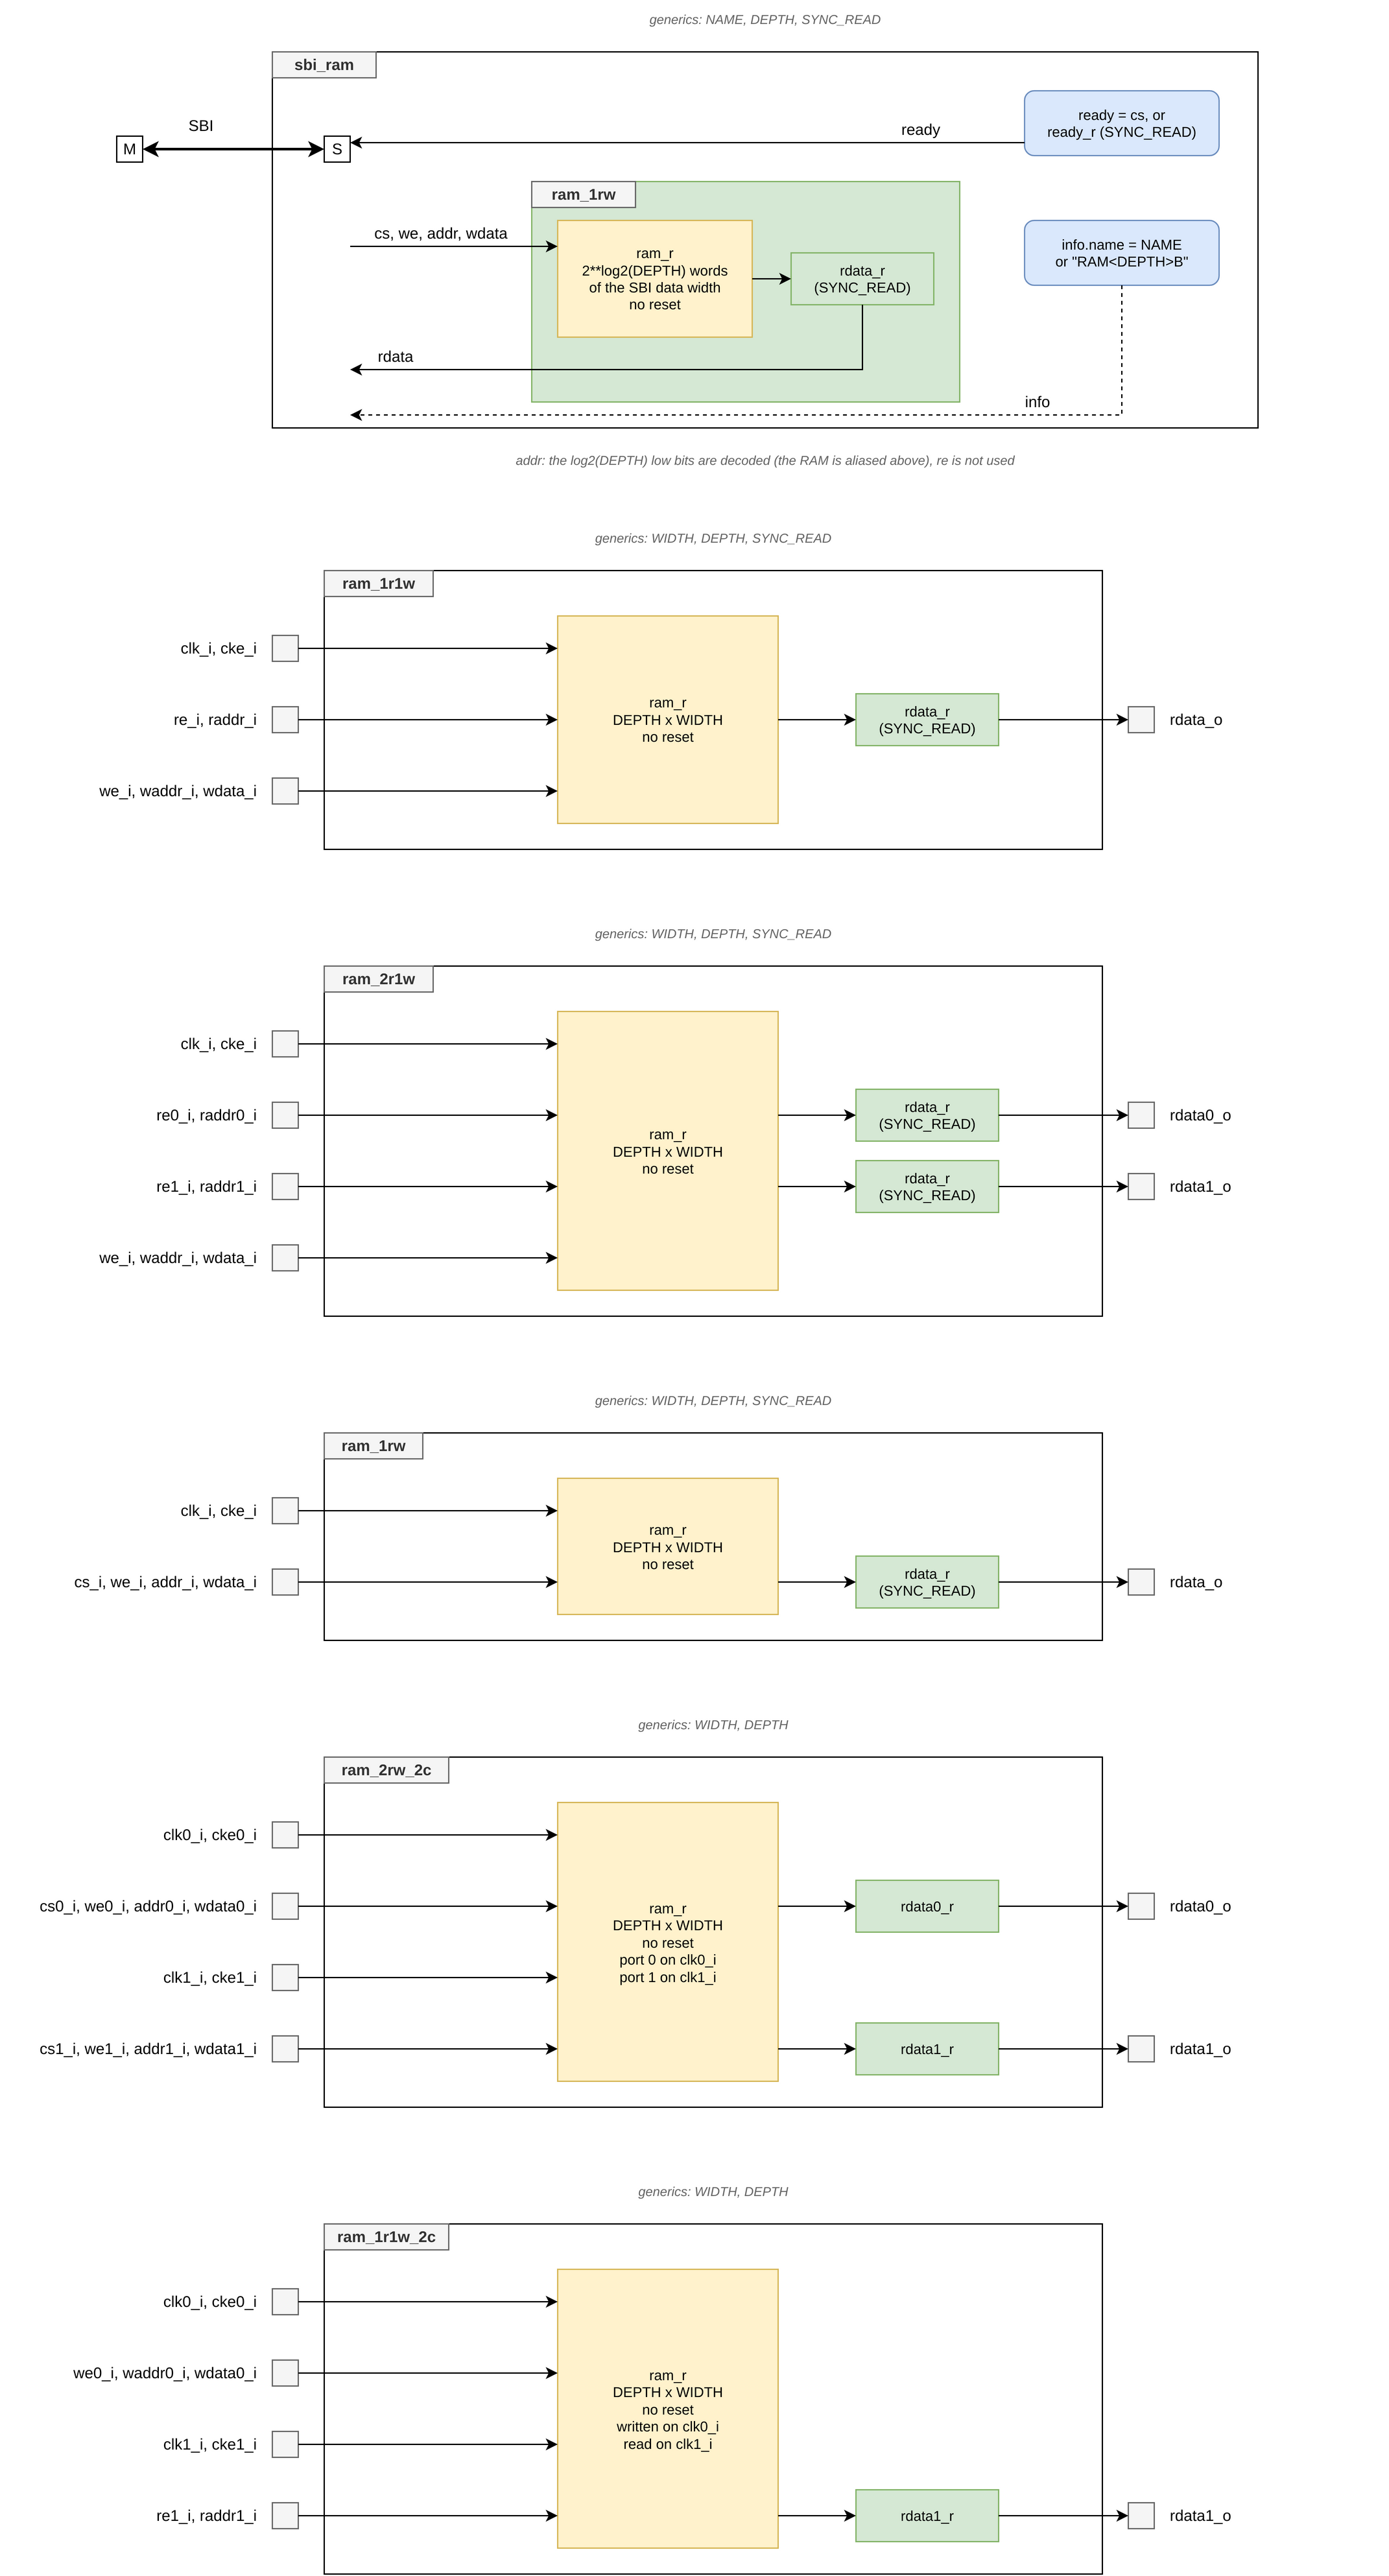 generics: NAME, DEPTH, SYNC_READ
sbi_ram
ready = cs, or
ready_r (SYNC_READ)
SBI
ready
M
S
ram_1rw
cs, we, addr, wdata
ram_r
2**log2(DEPTH) words
of the SBI data width
no reset
rdata_r
(SYNC_READ)
info.name = NAME
or "RAM<DEPTH>B"
rdata
info
addr: the log2(DEPTH) low bits are decoded (the RAM is aliased above), re is not used
generics: WIDTH, DEPTH, SYNC_READ
ram_1r1w
clk_i, cke_i
re_i, raddr_i
we_i, waddr_i, wdata_i
ram_r
DEPTH x WIDTH
no reset
rdata_r
(SYNC_READ)
rdata_o
generics: WIDTH, DEPTH, SYNC_READ
ram_2r1w
clk_i, cke_i
re0_i, raddr0_i
re1_i, raddr1_i
we_i, waddr_i, wdata_i
ram_r
DEPTH x WIDTH
no reset
rdata_r
(SYNC_READ)
rdata0_o
rdata_r
(SYNC_READ)
rdata1_o
generics: WIDTH, DEPTH, SYNC_READ
ram_1rw
clk_i, cke_i
cs_i, we_i, addr_i, wdata_i
ram_r
DEPTH x WIDTH
no reset
rdata_r
(SYNC_READ)
rdata_o
generics: WIDTH, DEPTH
ram_2rw_2c
clk0_i, cke0_i
cs0_i, we0_i, addr0_i, wdata0_i
clk1_i, cke1_i
cs1_i, we1_i, addr1_i, wdata1_i
ram_r
DEPTH x WIDTH
no reset
port 0 on clk0_i
port 1 on clk1_i
rdata0_r
rdata0_o
rdata1_r
rdata1_o
generics: WIDTH, DEPTH
ram_1r1w_2c
clk0_i, cke0_i
we0_i, waddr0_i, wdata0_i
clk1_i, cke1_i
re1_i, raddr1_i
ram_r
DEPTH x WIDTH
no reset
written on clk0_i
read on clk1_i
rdata1_r
rdata1_o